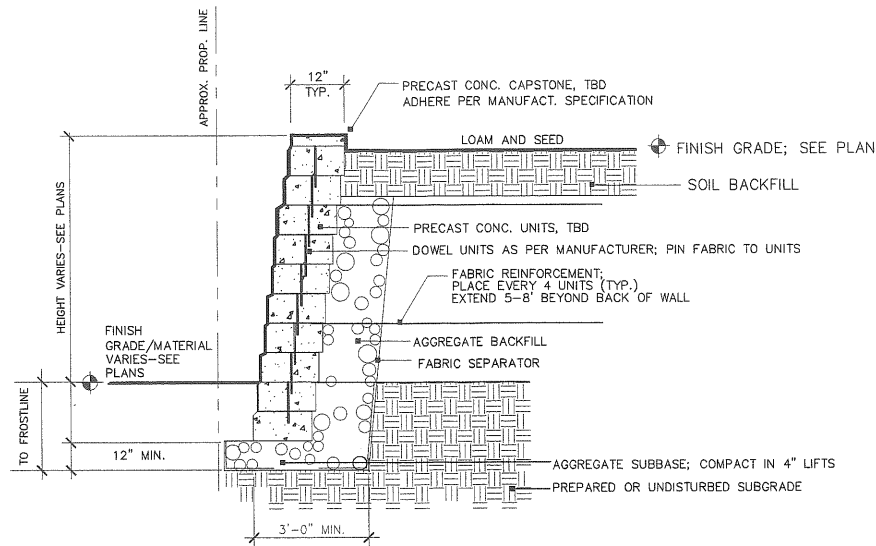 APPROX. PROP. LINE
12"
TYP.
PRECAST CONC. CAPSTONE, TBD
ADHERE PER MANUFACT. SPECIFICATION
LOAM AND SEED
FINISH GRADE; SEE PLAN
SOIL BACKFILL
HEIGHT VARIES-SEE PLANS
PRECAST CONC. UNITS, TBD
DOWEL UNITS AS PER MANUFACTURER; PIN FABRIC TO UNITS
FABRIC REINFORCEMENT;
PLACE EVERY 4 UNITS (TYP.)
EXTEND 5-8' BEYOND BACK OF WALL
FINISH
GRADE/MATERIAL
VARIES-SEE
PLANS
AGGREGATE BACKFILL
FABRIC SEPARATOR
TO FROSTLINE
12" MIN.
AGGREGATE SUBBASE; COMPACT IN 4" LIFTS
PREPARED OR UNDISTURBED SUBGRADE
3'-0" MIN.